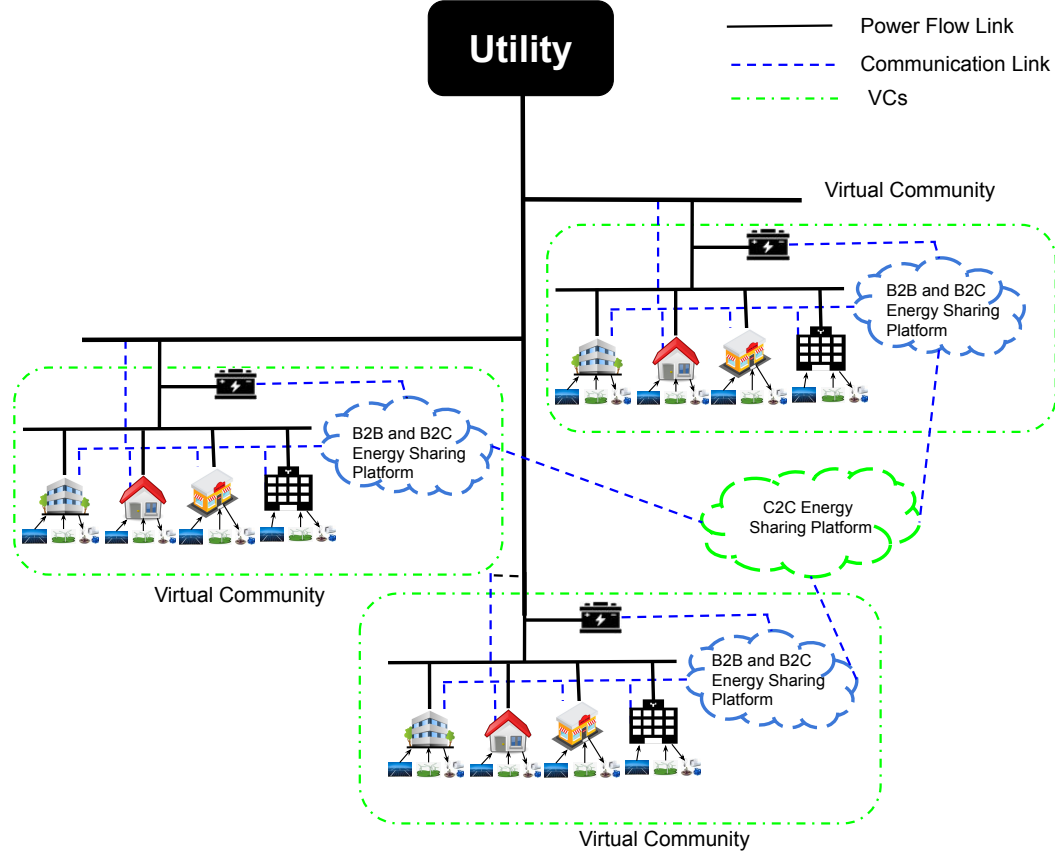 Utility
Power Flow Link
Communication Link
VCs
Virtual Community
B2B and B2C
Energy Sharing
Platform
B2B and B2C
Energy Sharing
Platform
C2C Energy
Sharing Platform
Virtual Community
B2B and B2C
Energy Sharing
Platform
Virtual Community